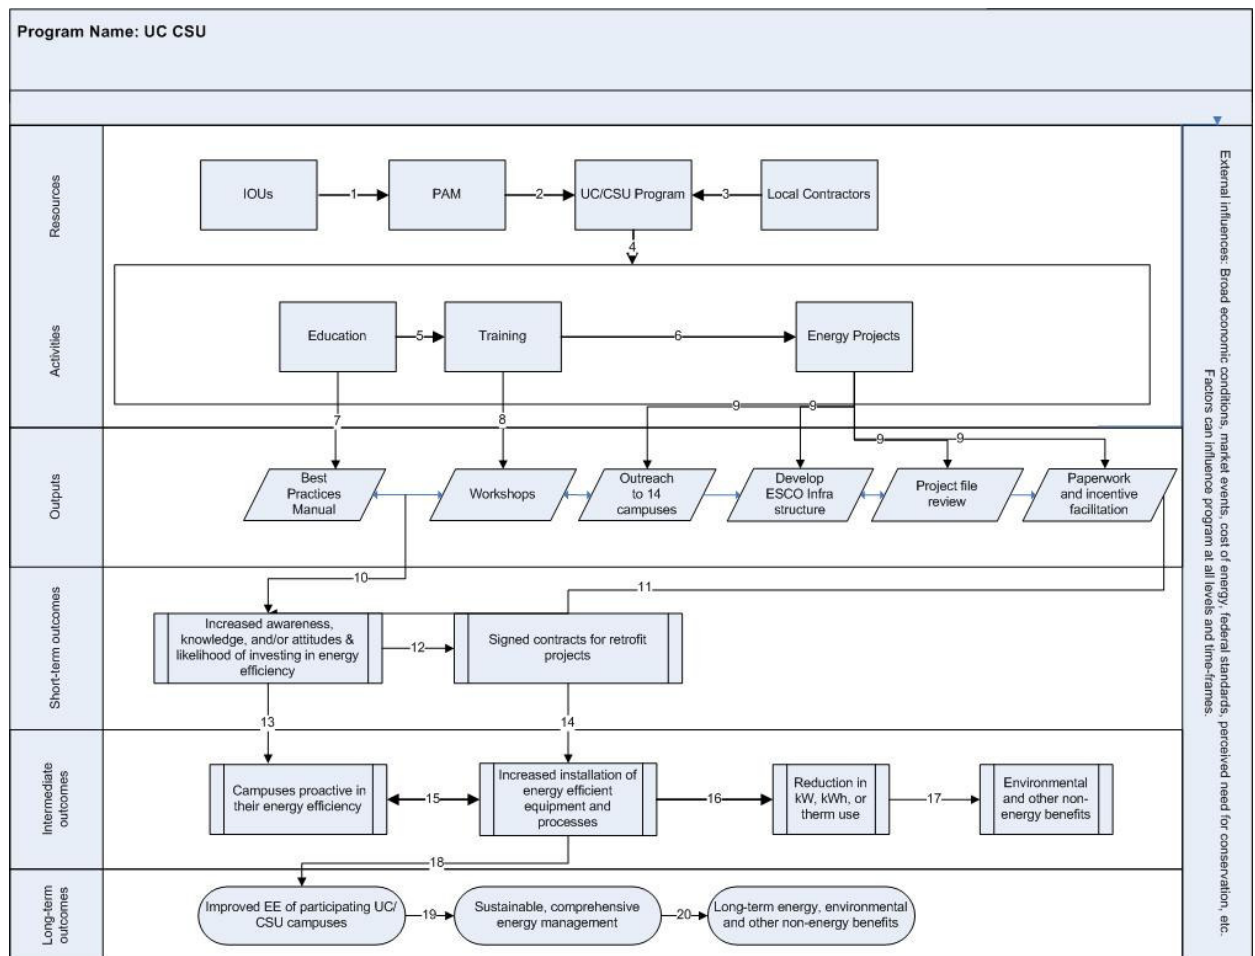 Program Name: UC CSU
Resources
IOUs
1
PAM
2
UC/CSU Program
3
Local Contractors
4
Activities
Education
5
Training
6
Energy Projects
7
8
9
9
9
9
Outputs
Best
Practices
Manual
Workshops
Outreach
to 14
campuses
Develop
ESCO Infra
structure
Project file
review
Paperwork
and incentive
facilitation
10
11
Short-term outcomes
Increased awareness,
knowledge, and/or attitudes &
likelihood of investing in energy
efficiency
12
Signed contracts for retrofit
projects
13
14
Intermediate
outcomes
Campuses proactive in
their energy efficiency
15
Increased installation of
energy efficient
equipment and
processes
16
Reduction in
kW, kWh, or
therm use
17
Environmental
and other non-
energy benefits
18
Long-term
outcomes
Improved EE of participating UC/
CSU campuses
19
Sustainable, comprehensive
energy management
20
Long-term energy, environmental
and other non-energy benefits
External influences: Broad economic conditions, market events, cost of energy, federal standards, perceived need for conservation, etc.
Factors can influence program at all levels and time-frames.